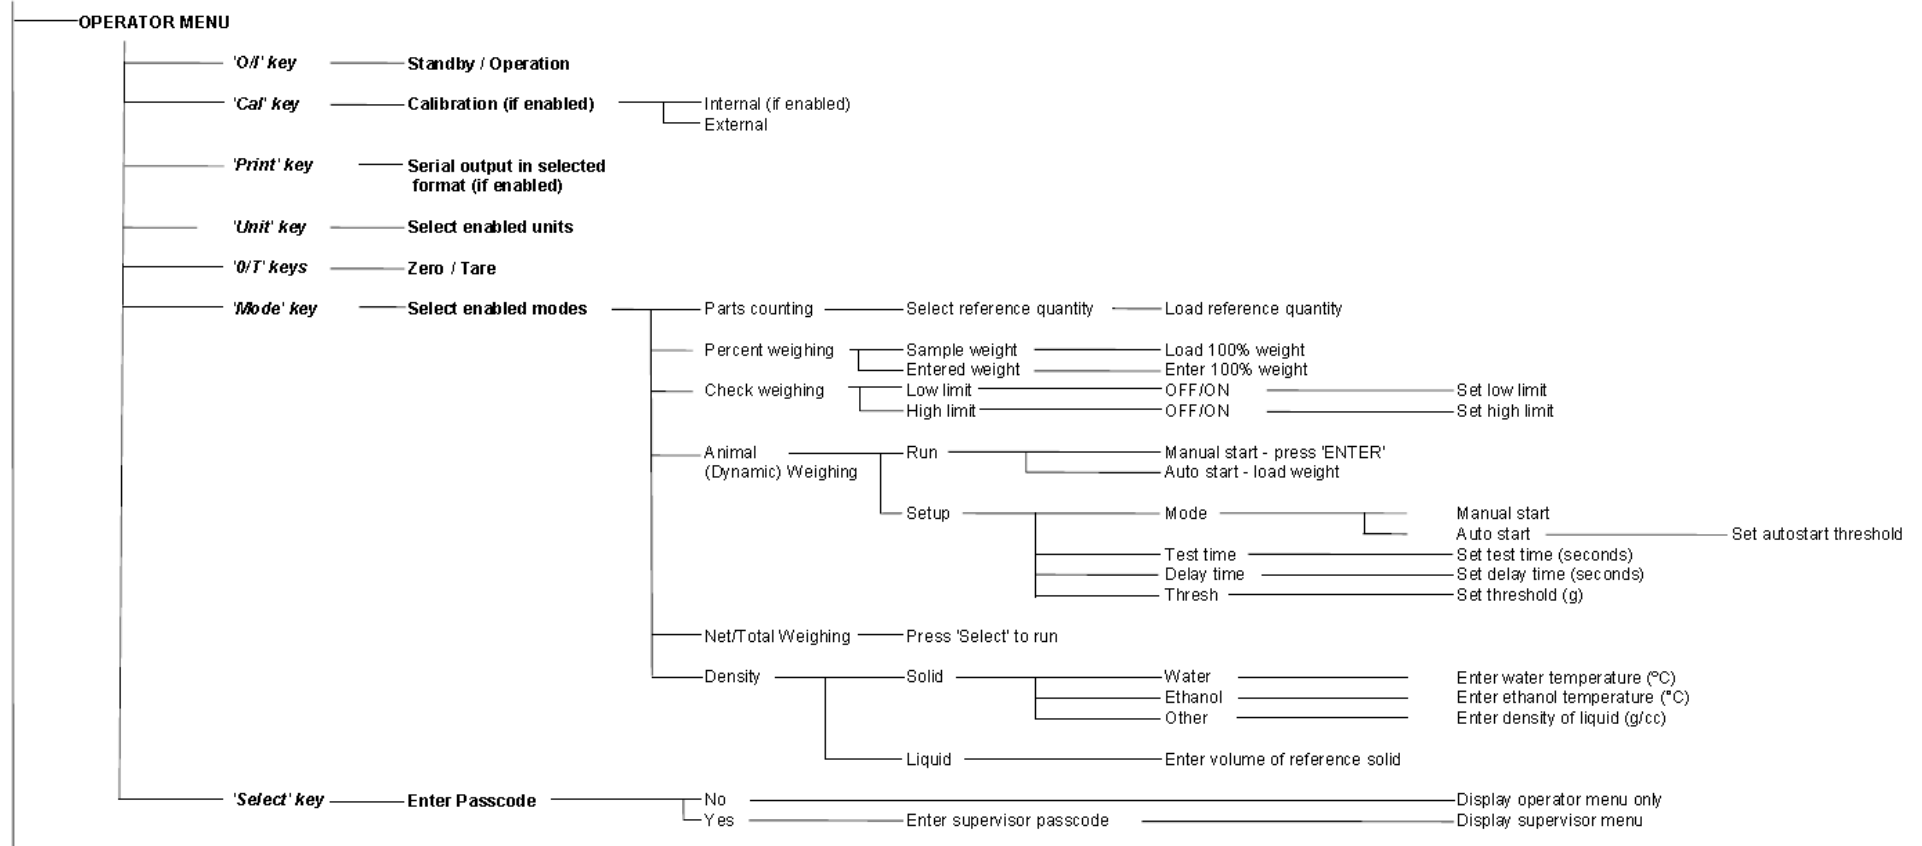 OPERATOR MENU
'O/I' key Standby / Operation
'Cal' key Calibration (if enabled) Internal (if enabled)
External
'Print' key Serial output in selected
format (if enabled)
'Unit' key Select enabled units
'0/T' keys Zero / Tare
'Mode' key Select enabled modes Parts counting Select reference quantity Load reference quantity
Percent weighing Sample weight Load 100% weight
Entered weight Enter 100% weight
Check weighing Low limit OFF/ON Set low limit
High limit OFF/ON Set high limit
Animal Run Manual start - press 'ENTER'
(Dynamic) Weighing Auto start - load weight
Setup Mode Manual start
Auto start Set autostart threshold
Test time Set test time (seconds)
Delay time Set delay time (seconds)
Thresh Set threshold (g)
Net/Total Weighing Press 'Select' to run
Density Solid Water Enter water temperature (°C)
Ethanol Enter ethanol temperature (°C)
Other Enter density of liquid (g/cc)
Liquid Enter volume of reference solid
'Select' key Enter Passcode No Display operator menu only
Yes Enter supervisor passcode Display supervisor menu